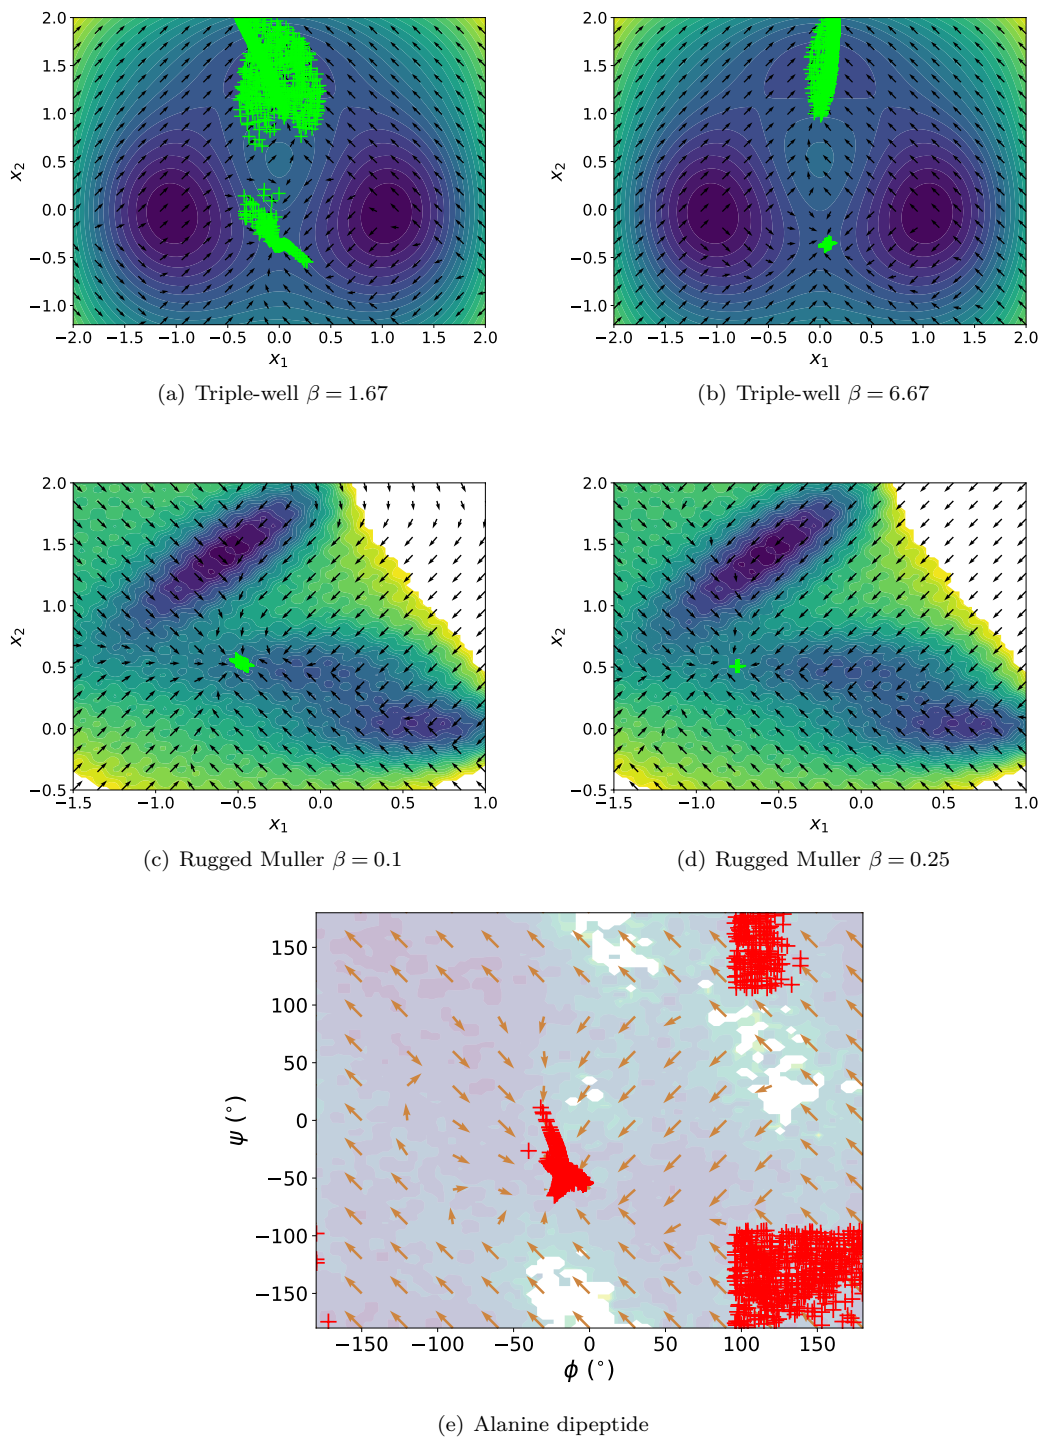 2.0
1.5
1.0
0.5
0.0
−0.5
−1.0
x2
−2.0 −1.5 −1.0 −0.5 0.0 0.5 1.0 1.5 2.0
x1
(a) Triple-well β = 1.67
2.0
1.5
1.0
0.5
0.0
−0.5
−1.0
x2
−2.0 −1.5 −1.0 −0.5 0.0 0.5 1.0 1.5 2.0
x1
(b) Triple-well β = 6.67
2.0
1.5
1.0
0.5
0.0
−0.5
x2
−1.5 −1.0 −0.5 0.0 0.5 1.0
x1
(c) Rugged Muller β = 0.1
2.0
1.5
1.0
0.5
0.0
−0.5
x2
−1.5 −1.0 −0.5 0.0 0.5 1.0
x1
(d) Rugged Muller β = 0.25
150
100
50
0
−50
−100
−150
ψ (°)
−150 −100 −50 0 50 100 150
ϕ (°)
(e) Alanine dipeptide